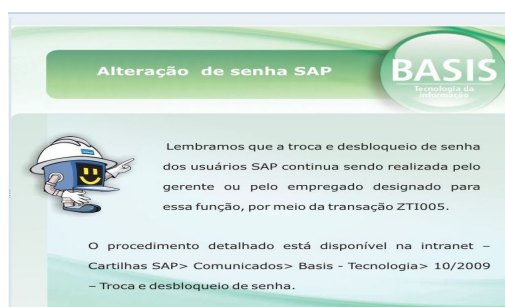 Alteração de senha SAP
BASIS
Tecnologia da
Informação
Lembramos que a troca e desbloqueio de senha
dos usuários SAP continua sendo realizada pelo
gerente ou pelo empregado designado para
essa função, por meio da transação ZTI005.
O procedimento detalhado está disponível na intranet –
Cartilhas SAP> Comunicados> Basis - Tecnologia> 10/2009
– Troca e desbloqueio de senha.